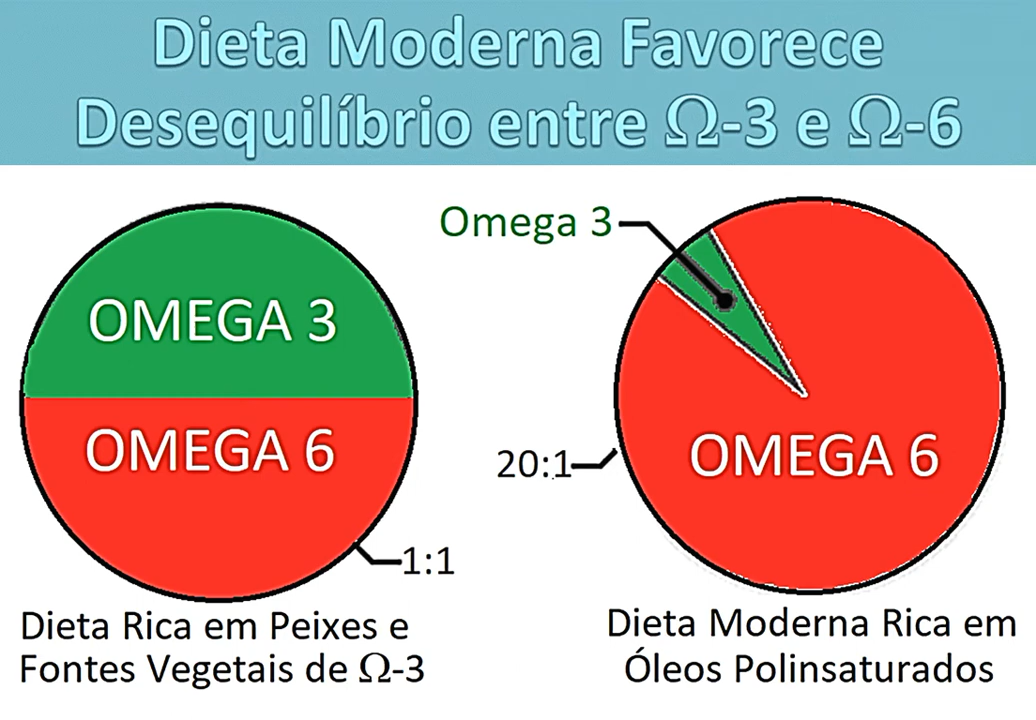 Dieta Moderna Favorece
Desequilíbrio entre Ω-3 e Ω-6
OMEGA 3
OMEGA 6
1:1
Dieta Rica em Peixes e
Fontes Vegetais de Ω-3
Omega 3
OMEGA 6
20:1
Dieta Moderna Rica em
Óleos Polinsaturados